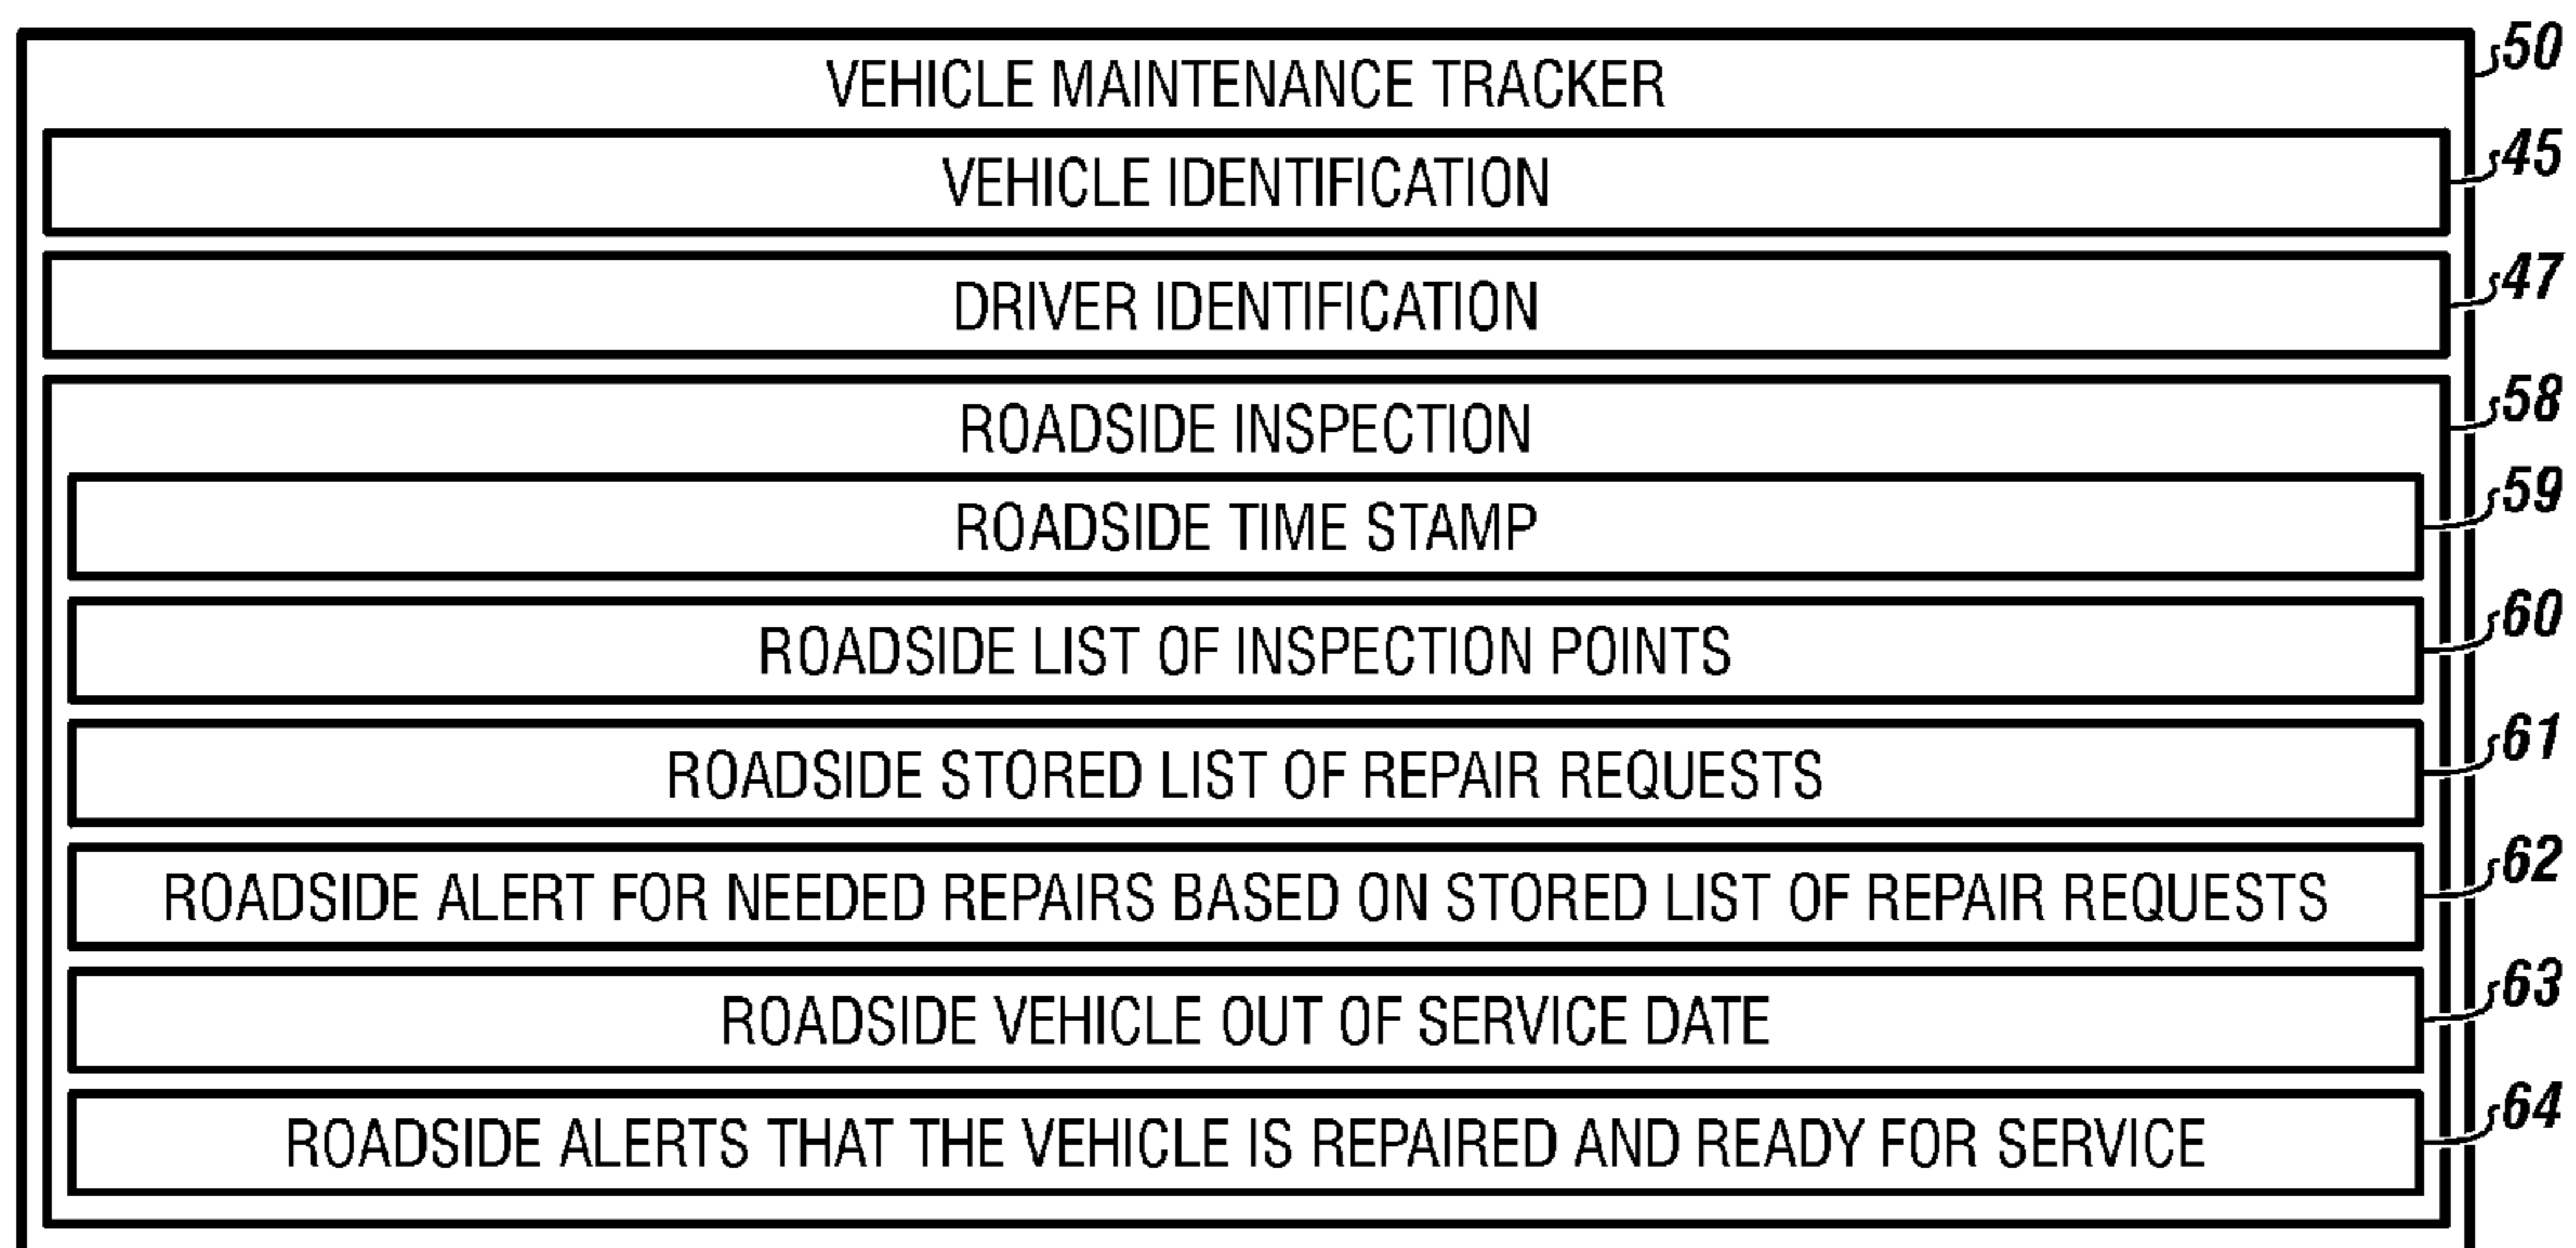 VEHICLE MAINTENANCE TRACKER 50
VEHICLE IDENTIFICATION 45
DRIVER IDENTIFICATION 47
ROADSIDE INSPECTION 58
ROADSIDE TIME STAMP 59
ROADSIDE LIST OF INSPECTION POINTS 60
ROADSIDE STORED LIST OF REPAIR REQUESTS 61
ROADSIDE ALERT FOR NEEDED REPAIRS BASED ON STORED LIST OF REPAIR REQUESTS 62
ROADSIDE VEHICLE OUT OF SERVICE DATE 63
ROADSIDE ALERTS THAT THE VEHICLE IS REPAIRED AND READY FOR SERVICE 64